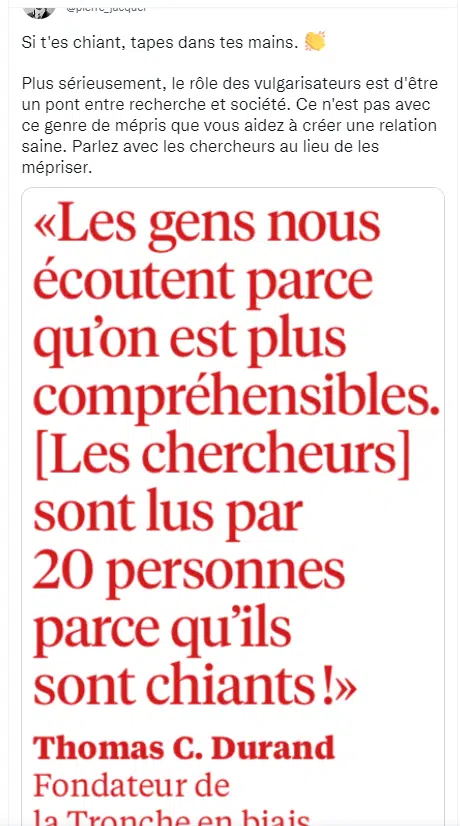 @pierre_jacquel
Si t'es chiant, tapes dans tes mains. 👏
Plus sérieusement, le rôle des vulgarisateurs est d'être
un pont entre recherche et société. Ce n'est pas avec
ce genre de mépris que vous aidez à créer une relation
saine. Parlez avec les chercheurs au lieu de les
mépriser.
«Les gens nous
écoutent parce
qu'on est plus
compréhensibles.
[Les chercheurs]
sont lus par
20 personnes
parce qu'ils
sont chiants!»
Thomas C. Durand
Fondateur de
la Tronche en biais